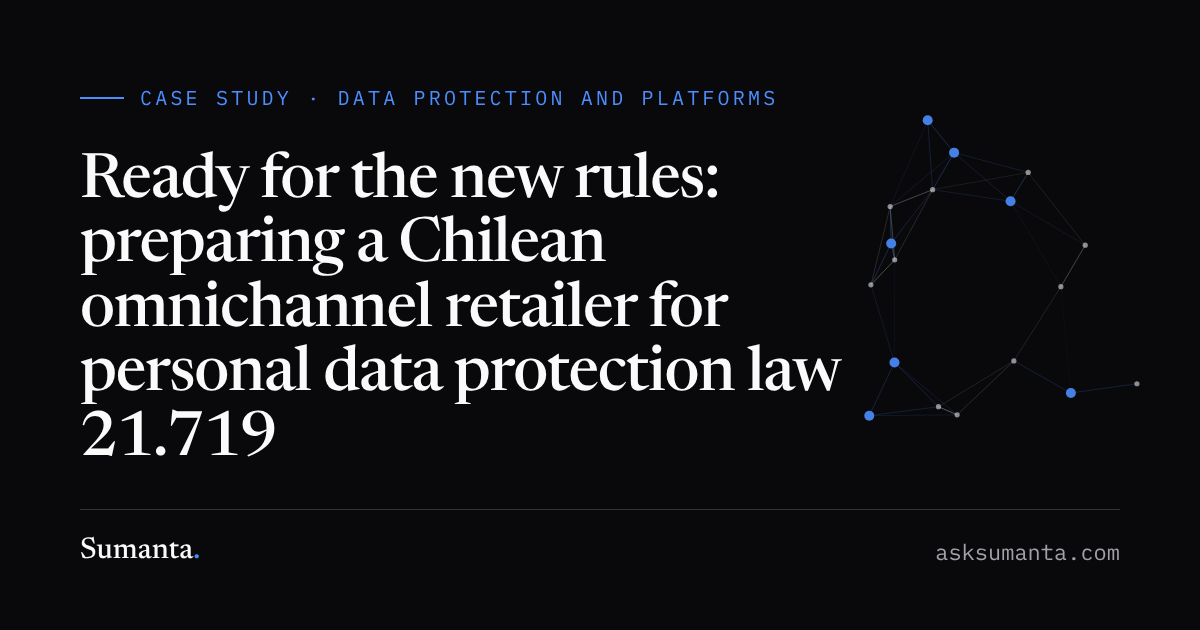 CASE STUDY · DATA PROTECTION AND PLATFORMS
Ready for the new rules:
preparing a Chilean
omnichannel retailer for
personal data protection law
21.719
Sumanta.
asksumanta.com